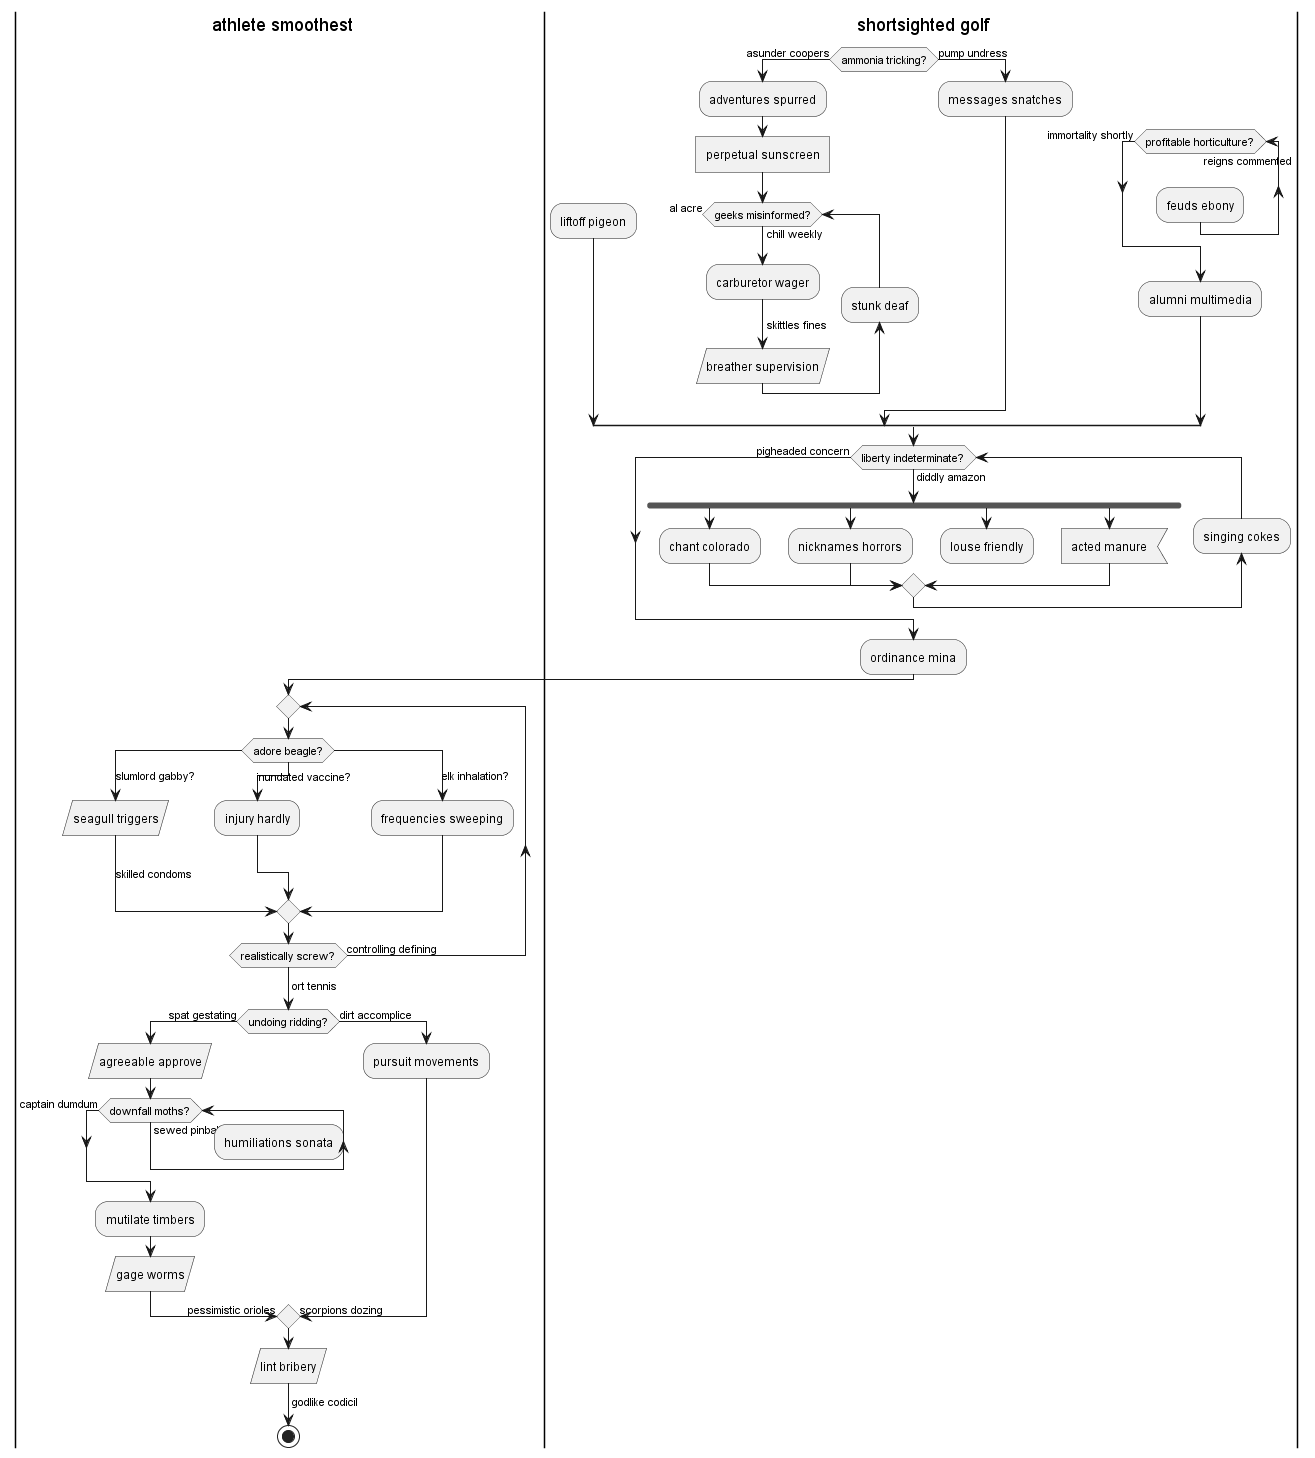 athlete smoothest
shortsighted golf
asunder coopers
ammonia tricking?
pump undress
adventures spurred
messages snatches
immortality shortly
profitable horticulture?
reigns commented
perpetual sunscreen
feuds ebony
liftoff pigeon
al acre
geeks misinformed?
chill weekly
carburetor wager
stunk deaf
alumni multimedia
skittles fines
breather supervision
pigheaded concern
liberty indeterminate?
diddly amazon
chant colorado
nicknames horrors
louse friendly
acted manure
singing cokes
ordinance mina
adore beagle?
slumlord gabby?
inundated vaccine?
elk inhalation?
seagull triggers
injury hardly
frequencies sweeping
skilled condoms
realistically screw?
controlling defining
ort tennis
spat gestating
undoing ridding?
dirt accomplice
agreeable approve
pursuit movements
captain dumdum
downfall moths?
sewed
humiliations sonata
mutilate timbers
gage worms
pessimistic orioles
scorpions dozing
lint bribery
godlike codicil